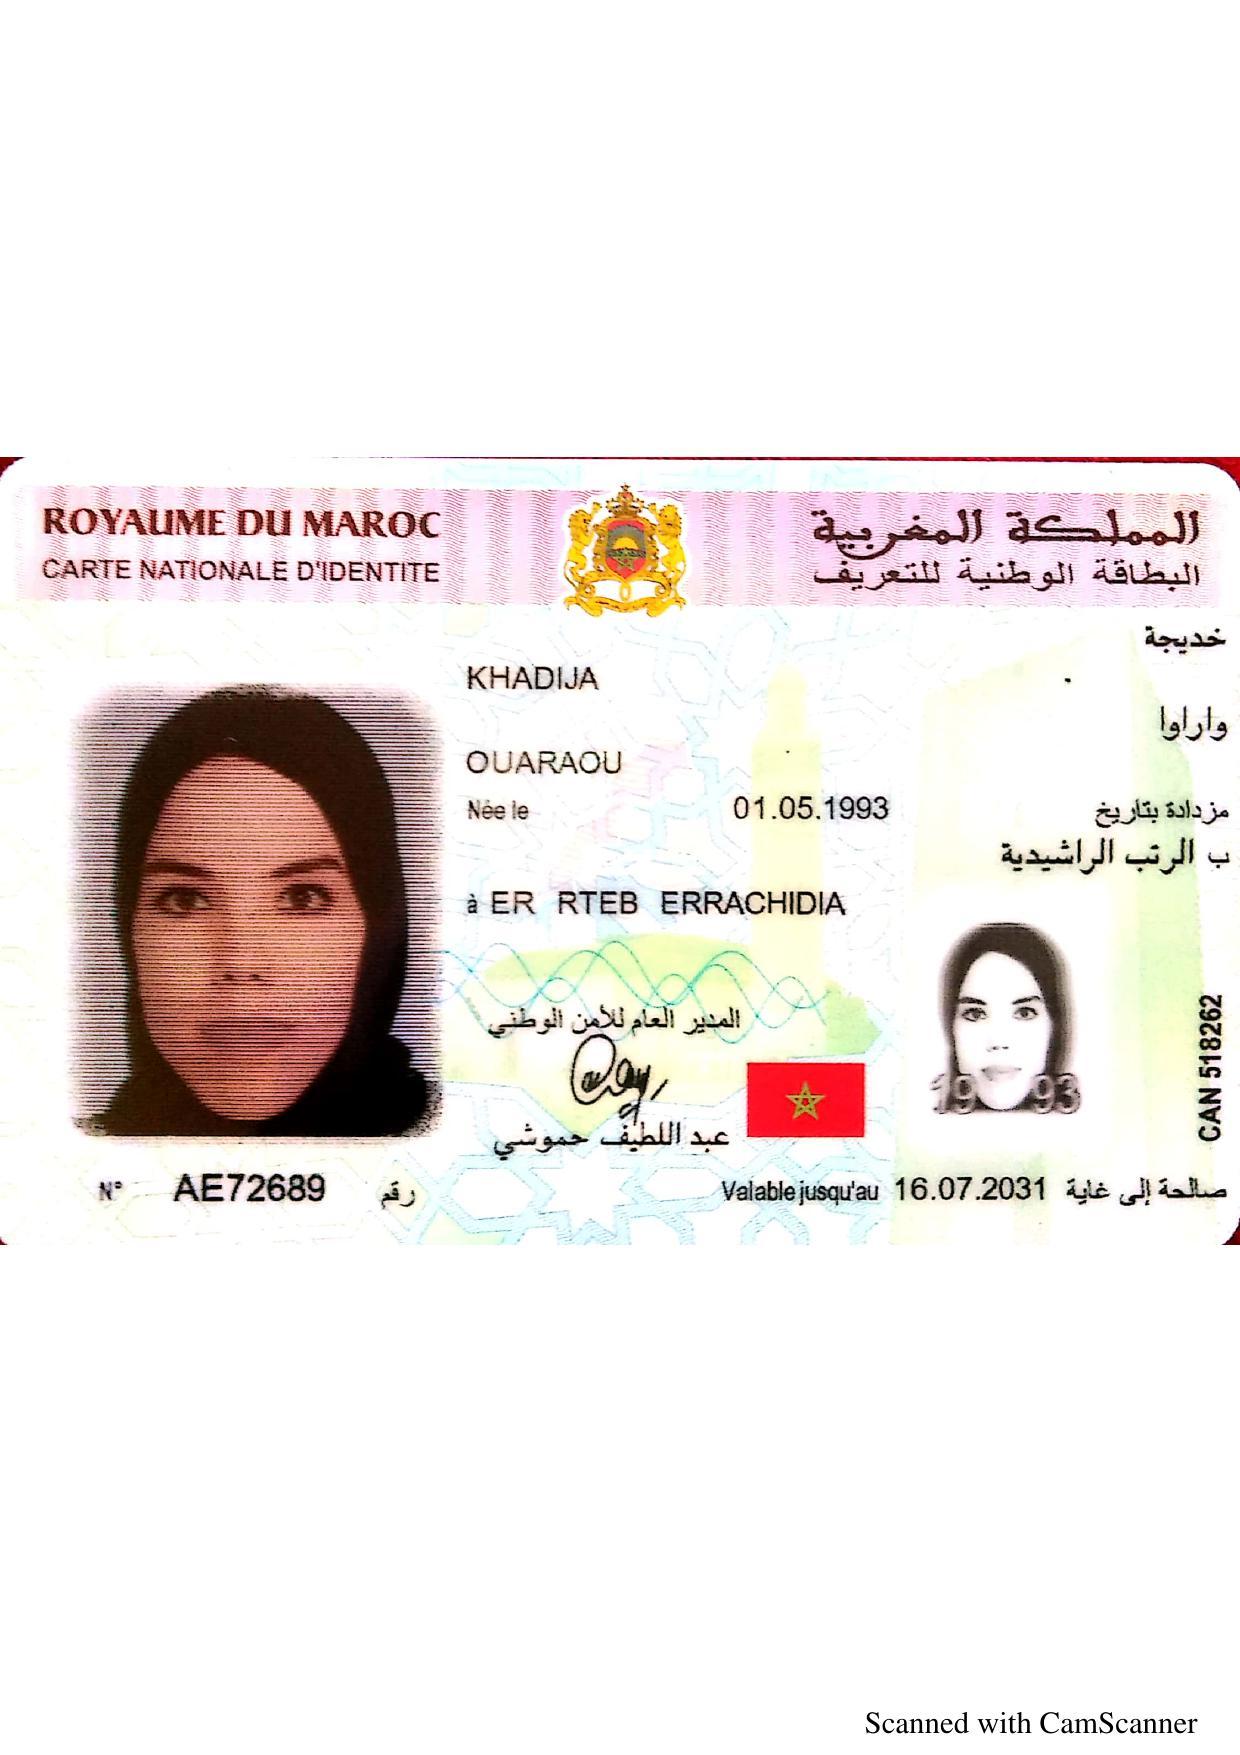 ROYAUME DU MAROC
المملكة المغربية
CARTE NATIONALE D'IDENTITE
البطاقة الوطنية للتعريف
خديجة
KHADIJA
واراوا
OUARAOU
Née le 01.05.1993 مزدادة بتاريخ
ب الرتب الراشيدية
à ER RTEB ERRACHIDIA
المدير العام للأمن الوطني
عبد اللطيف حموشي
1993
CAN 518262
N° AE72689 رقم
Valable jusqu'au 16.07.2031 صالحة إلى غاية
Scanned with CamScanner